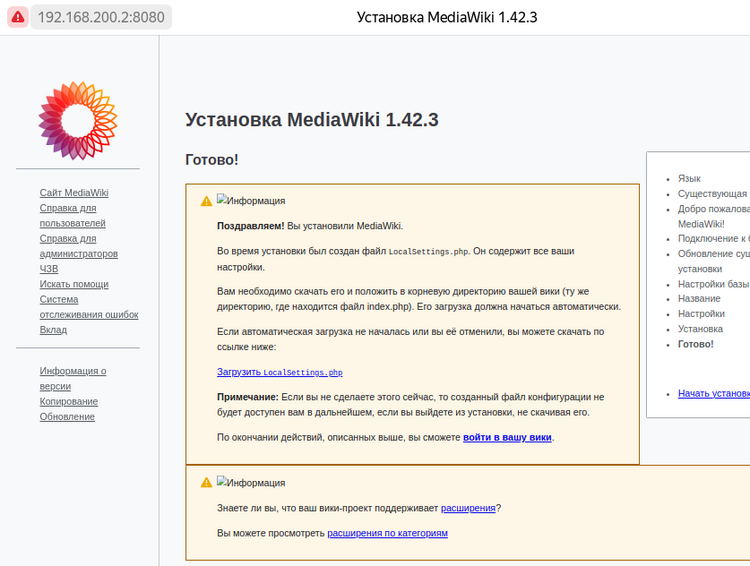 192.168.200.2:8080
Установка MediaWiki 1.42.3
Сайт MediaWiki
Справка для
пользователей
Справка для
администраторов
ЧЗВ
Искать помощи
Система
отслеживания ошибок
Вклад
Информация о
версии
Копирование
Обновление
Установка MediaWiki 1.42.3
Готово!
Информация
Поздравляем! Вы установили MediaWiki.
Во время установки был создан файл LocalSettings.php. Он содержит все ваши
настройки.
Вам необходимо скачать его и положить в корневую директорию вашей вики (ту же
директорию, где находится файл index.php). Его загрузка должна начаться автоматически.
Если автоматическая загрузка не началась или вы её отменили, вы можете скачать по
ссылке ниже:
Загрузить LocalSettings.php
Примечание: Если вы не сделаете этого сейчас, то созданный файл конфигурации не
будет доступен вам в дальнейшем, если вы выйдете из установки, не скачивая его.
По окончании действий, описанных выше, вы сможете войти в вашу вики.
Информация
Знаете ли вы, что ваш вики-проект поддерживает расширения?
Вы можете просмотреть расширения по категориям
Язык
Существующая
Добро пожалова
MediaWiki!
Подключение к б
Обновление сущ
установки
Настройки базы
Название
Настройки
Установка
Готово!
Начать установк